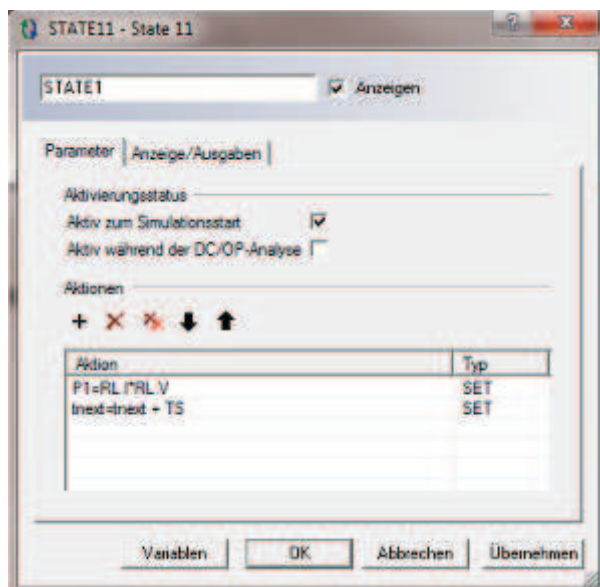 STATE11 - State 11
STATE1
Anzeigen
Parameter
Anzeige/Ausgaben
Aktivierungsstatus
Aktiv zum Simulationsstart
Aktiv während der DC/OP-Analyse
Aktionen
Aktion Typ
P1=RL.I*RL.V SET
tnext=tnext + TS SET
Variablen OK Abbrechen Übernehmen